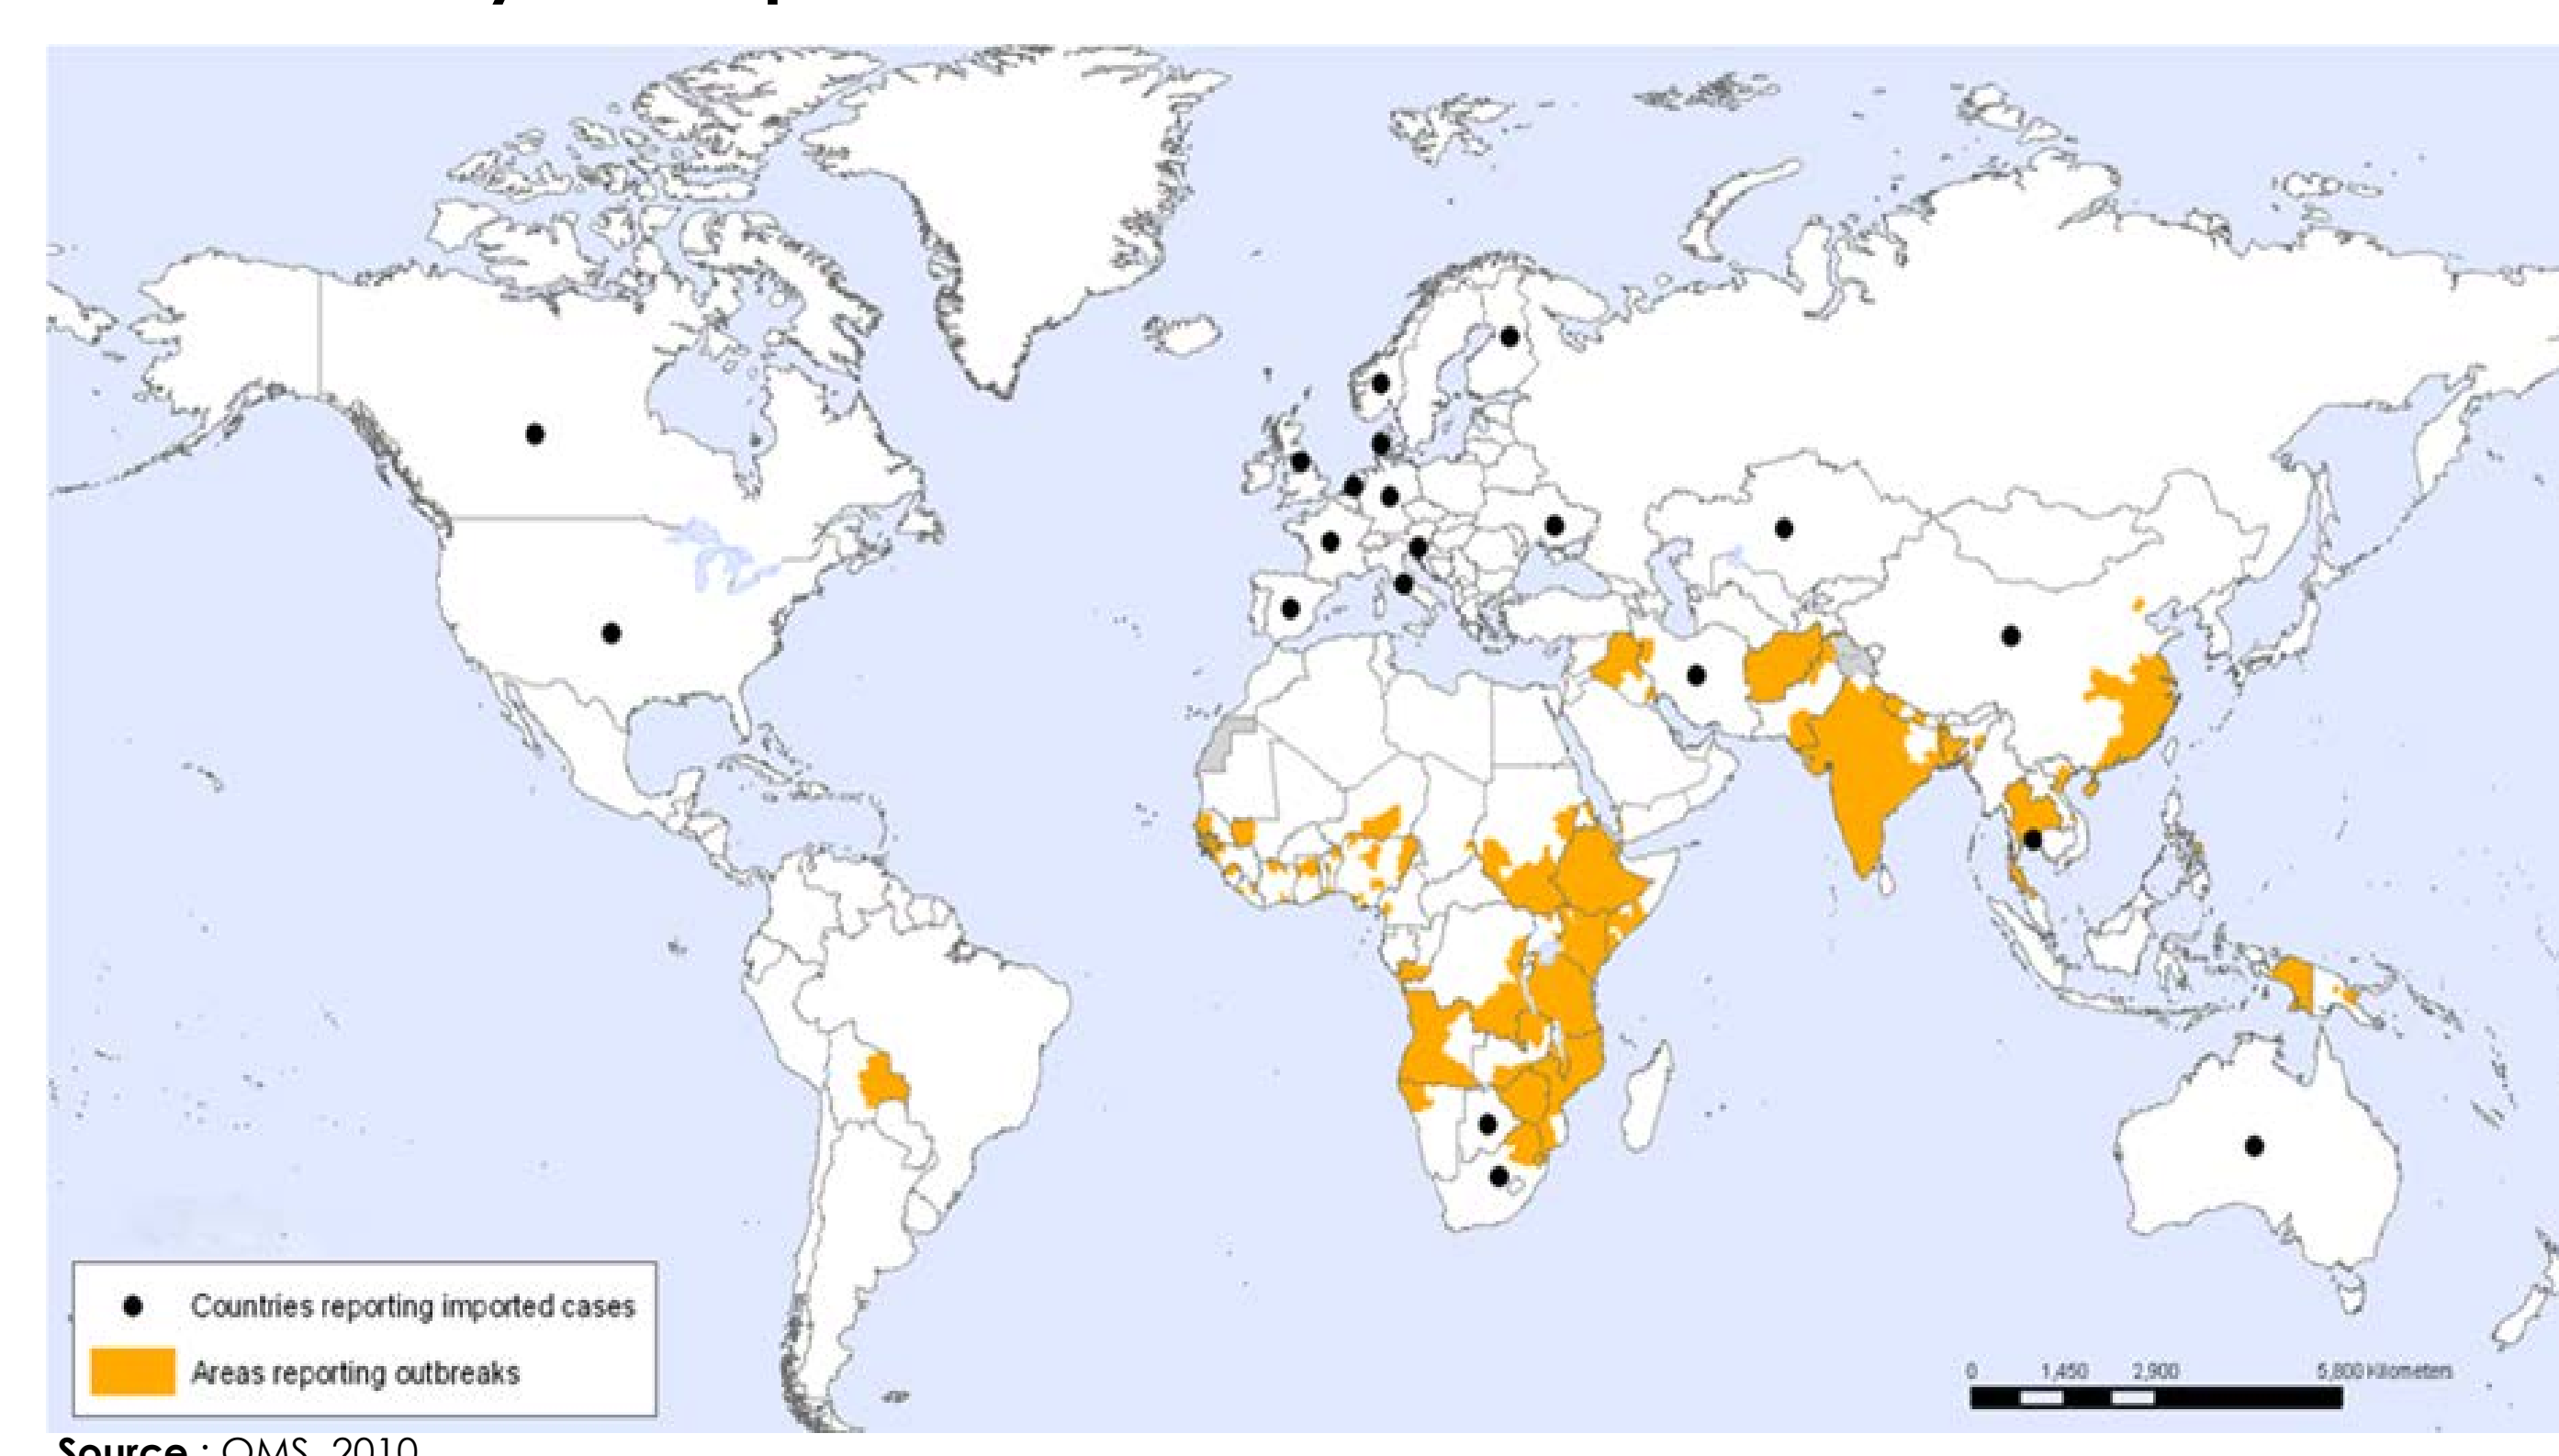 Countries reporting imported cases
Areas reporting outbreaks
0 1,450 2,900 5,800 Kilometers
Source : OMS, 2010